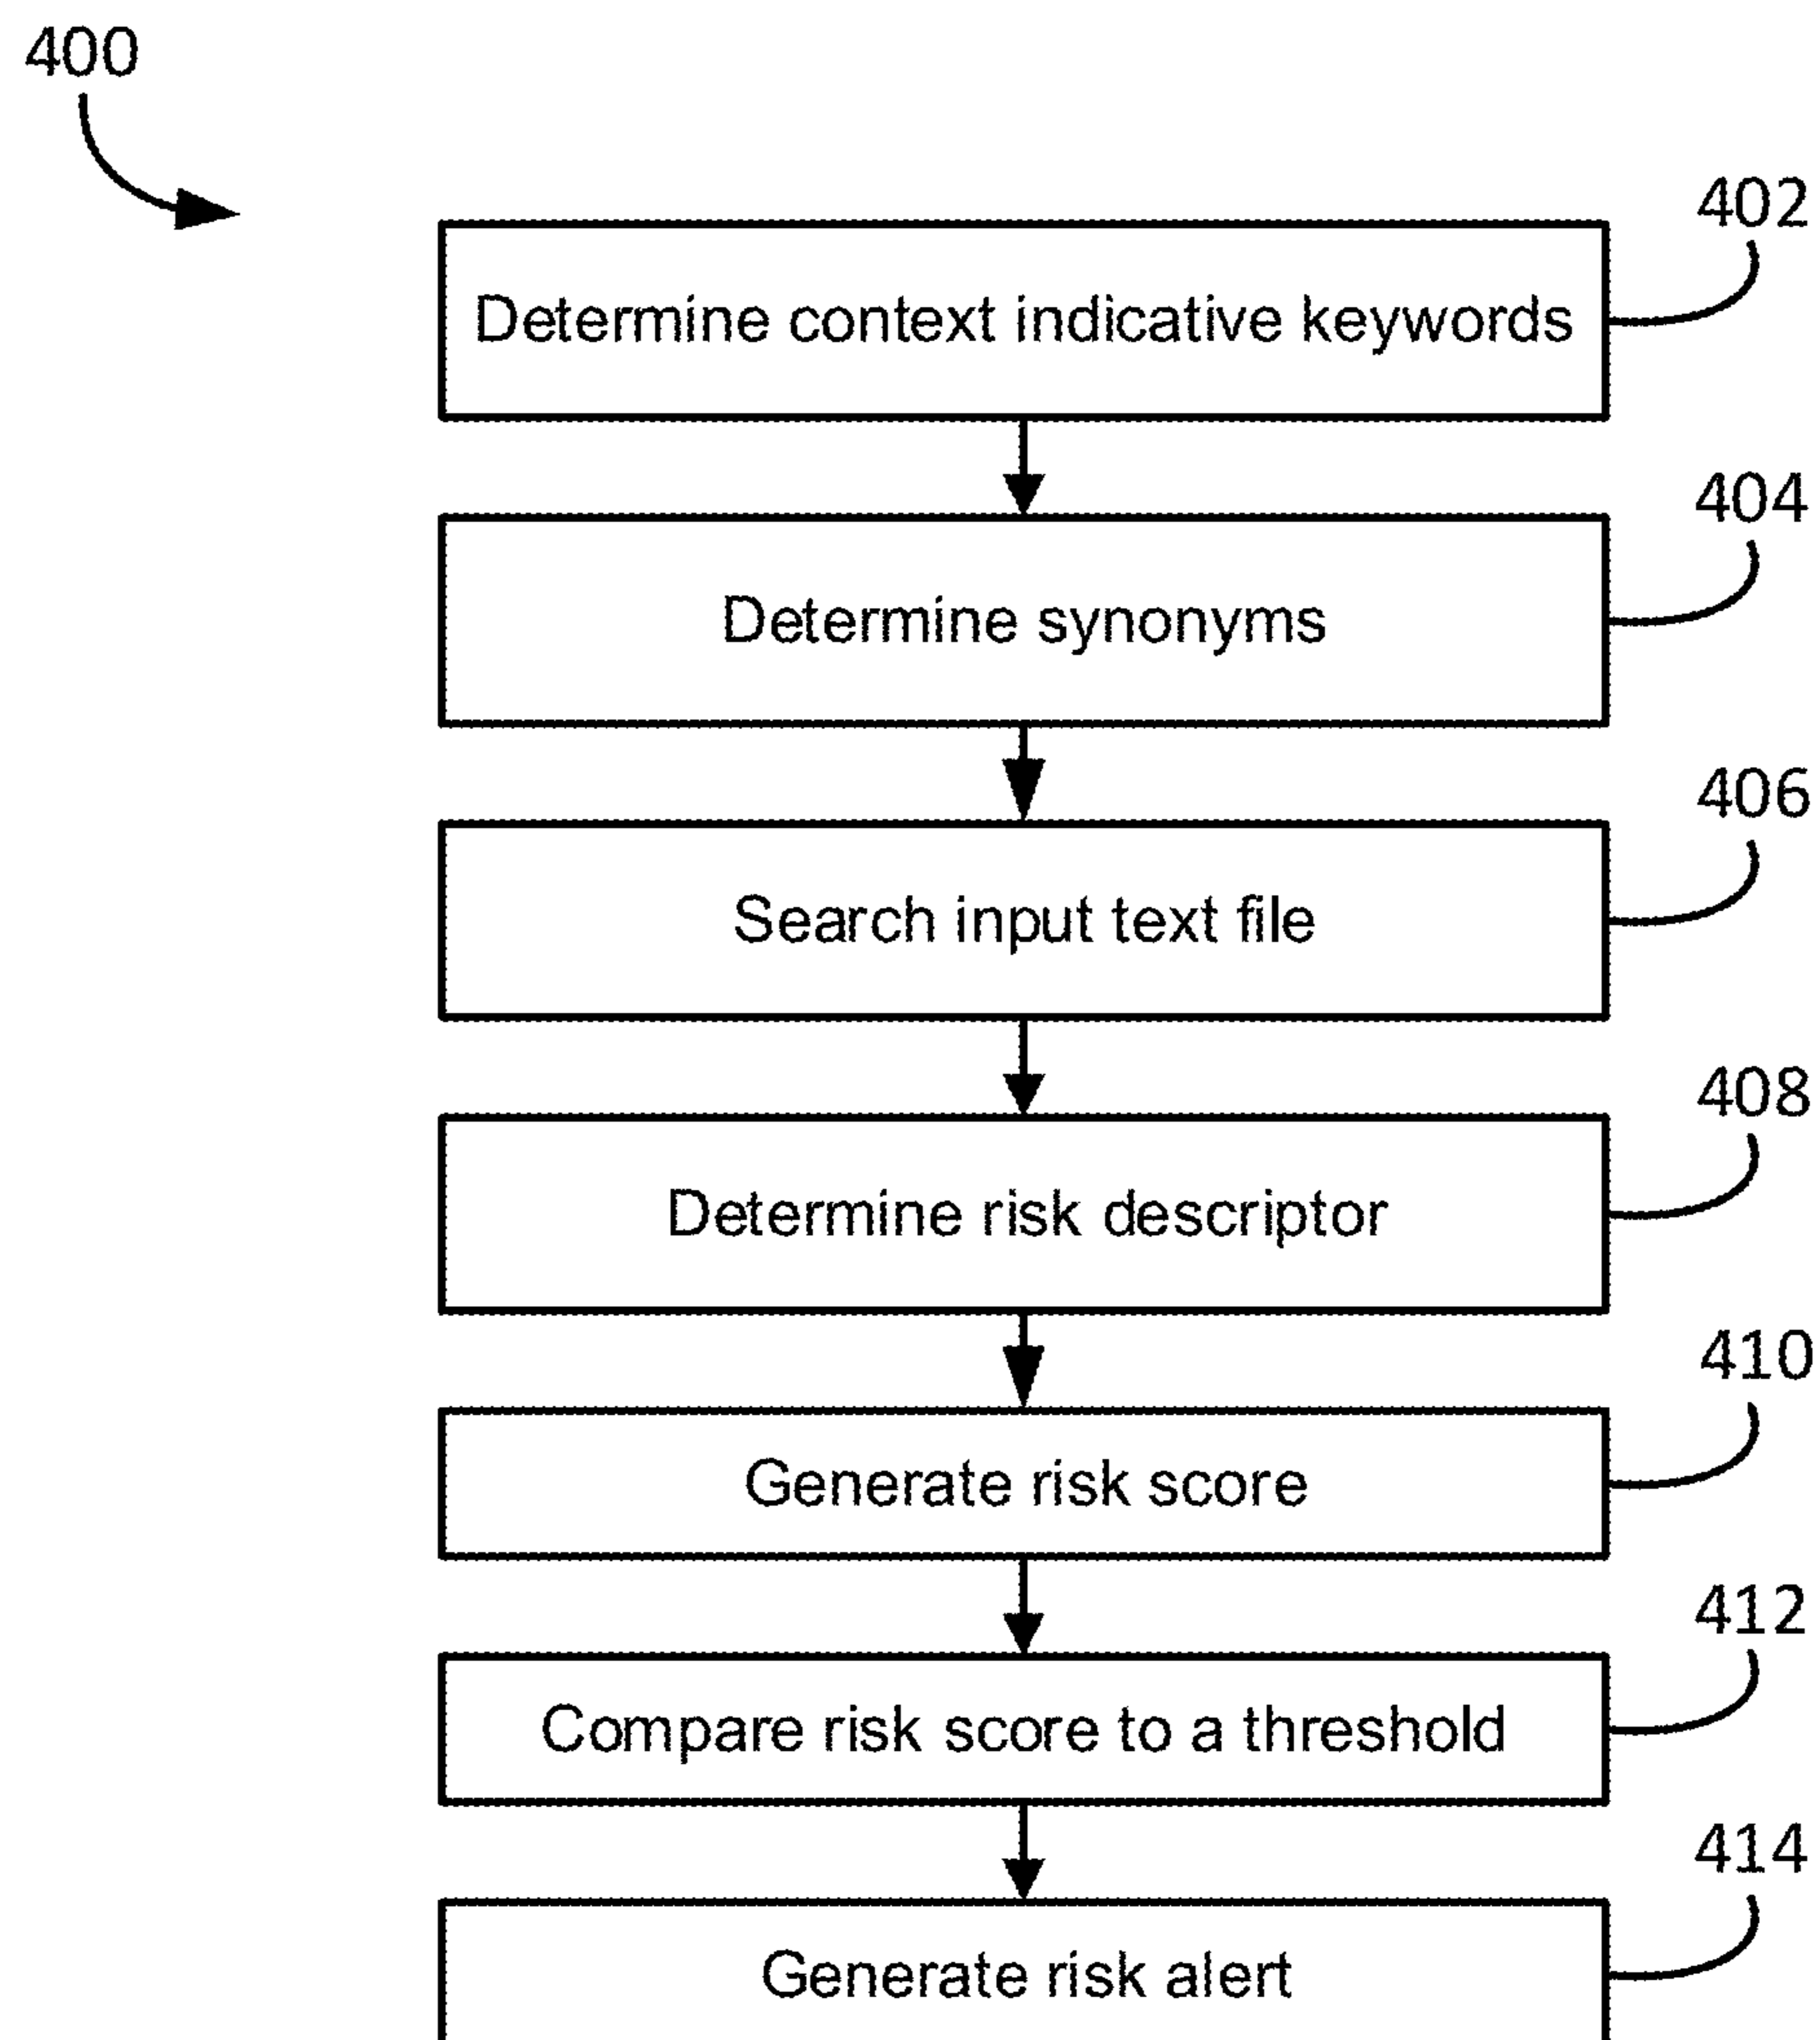 400
402
Determine context indicative keywords
404
Determine synonyms
406
Search input text file
408
Determine risk descriptor
410
Generate risk score
412
Compare risk score to a threshold
414
Generate risk alert